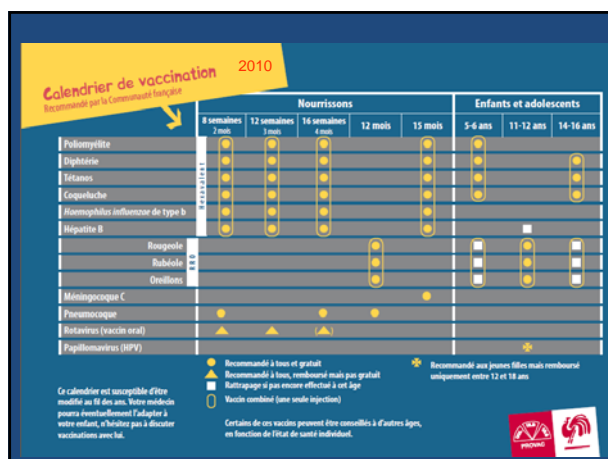 Calendrier de vaccination 2010
Recommandé par la Communauté française
Nourrissons Enfants et adolescents
8 semaines 12 semaines 16 semaines 12 mois 15 mois 5-6 ans 11-12 ans 14-16 ans
2 mois 3 mois 4 mois
Hexavalent
Poliomyélite
Diphtérie
Tétanos
Coqueluche
Haemophilus influenzae de type b
Hépatite B
RRO
Rougeole
Rubéole
Oreillons
Méningocoque C
Pneumocoque
Rotavirus (vaccin oral) ( )
Papillomavirus (HPV)
Recommandé à tous et gratuit
Recommandé à tous, remboursé mais pas gratuit
Rattrapage si pas encore effectué à cet âge
Vaccin combiné (une seule injection)
Recommandé aux jeunes filles mais remboursé
uniquement entre 12 et 18 ans
Ce calendrier est susceptible d'être
modifié au fil des ans. Votre médecin
pourra éventuellement l'adapter à
votre enfant, n'hésitez pas à discuter
vaccinations avec lui.
Certains de ces vaccins peuvent être conseillés à d'autres âges,
en fonction de l'état de santé individuel.
PROVAC